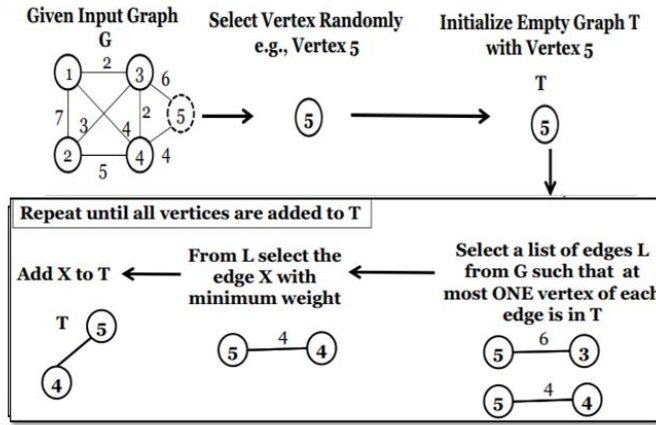 Given Input Graph
G
Select Vertex Randomly
e.g., Vertex 5
Initialize Empty Graph T
with Vertex 5
T
1
2
3
6
5
7
3
4
2
2
5
4
4
5
5
Repeat until all vertices are added to T
Add X to T
From L select the
edge X with
minimum weight
Select a list of edges L
from G such that at
most ONE vertex of each
edge is in T
T
5
4
5 4 4
5 6 3
5 4 4